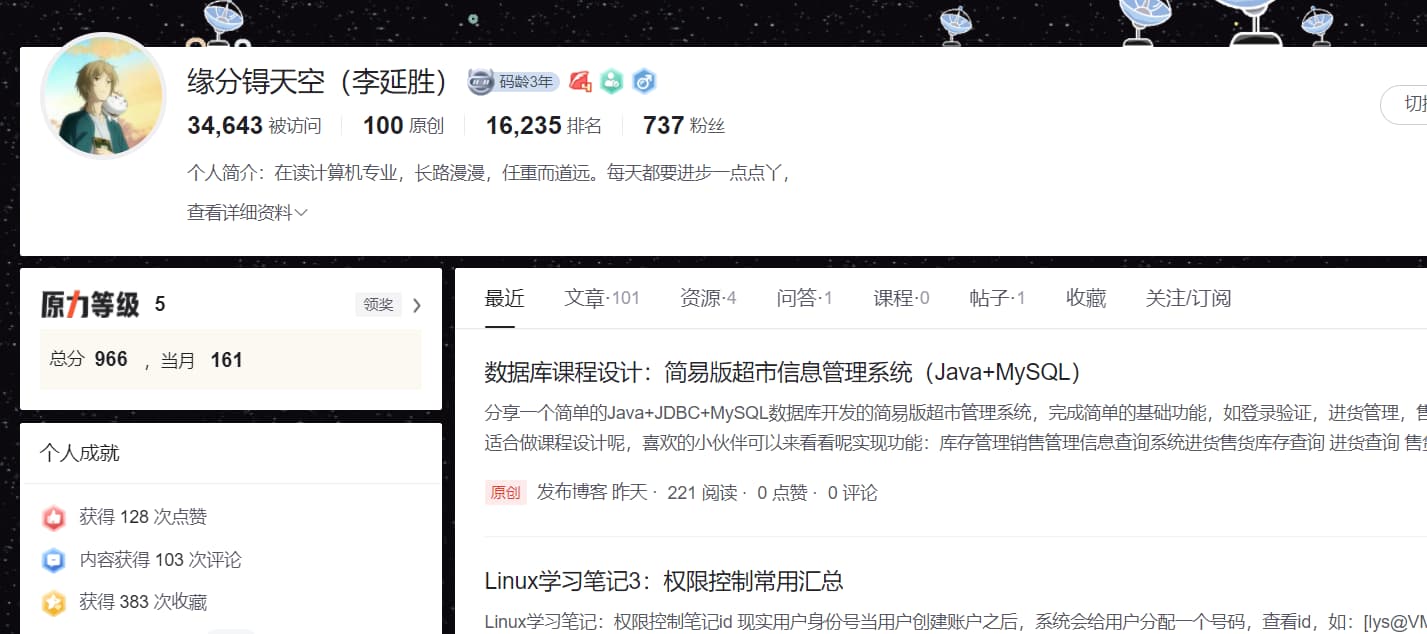 缘分锝天空（李延胜） 码龄3年
34,643 被访问 100 原创 16,235 排名 737 粉丝
个人简介：在读计算机专业，长路漫漫，任重而道远。每天都要进步一点点丫，
查看详细资料
原力等级 5 领奖
总分 966 ，当月 161
个人成就
获得 128 次点赞
内容获得 103 次评论
获得 383 次收藏
最近 文章·101 资源·4 问答·1 课程·0 帖子·1 收藏 关注/订阅
数据库课程设计：简易版超市信息管理系统（Java+MySQL）
分享一个简单的Java+JDBC+MySQL数据库开发的简易版超市管理系统，完成简单的基础功能，如登录验证，进货管理，
适合做课程设计呢，喜欢的小伙伴可以来看看呢实现功能：库存管理销售管理信息查询系统进货售货库存查询 进货查询
原创 发布博客 昨天· 221 阅读· 0 点赞· 0 评论
Linux学习笔记3：权限控制常用汇总
Linux学习笔记：权限控制笔记id 现实用户身份号当用户创建账户之后，系统会给用户分配一个号码，查看id，如：[lys@VM